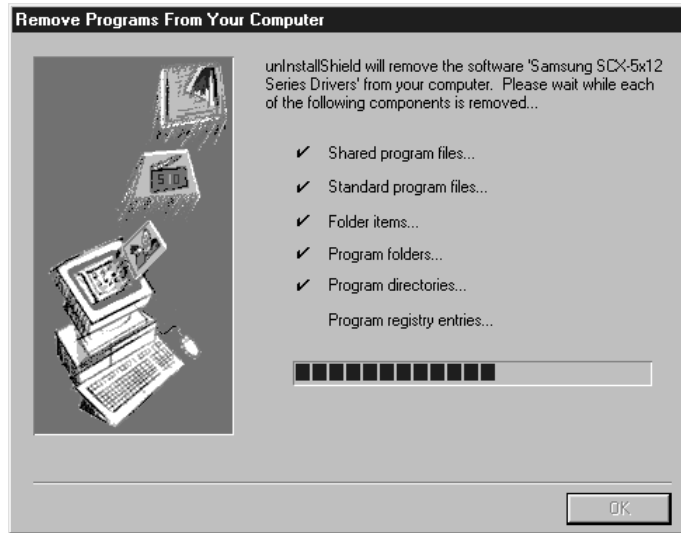 Remove Programs From Your Computer
unInstallShield will remove the software 'Samsung SCX-5x12
Series Drivers' from your computer. Please wait while each
of the following components is removed...
✔ Shared program files...
✔ Standard program files...
✔ Folder items...
✔ Program folders...
✔ Program directories...
Program registry entries...
OK